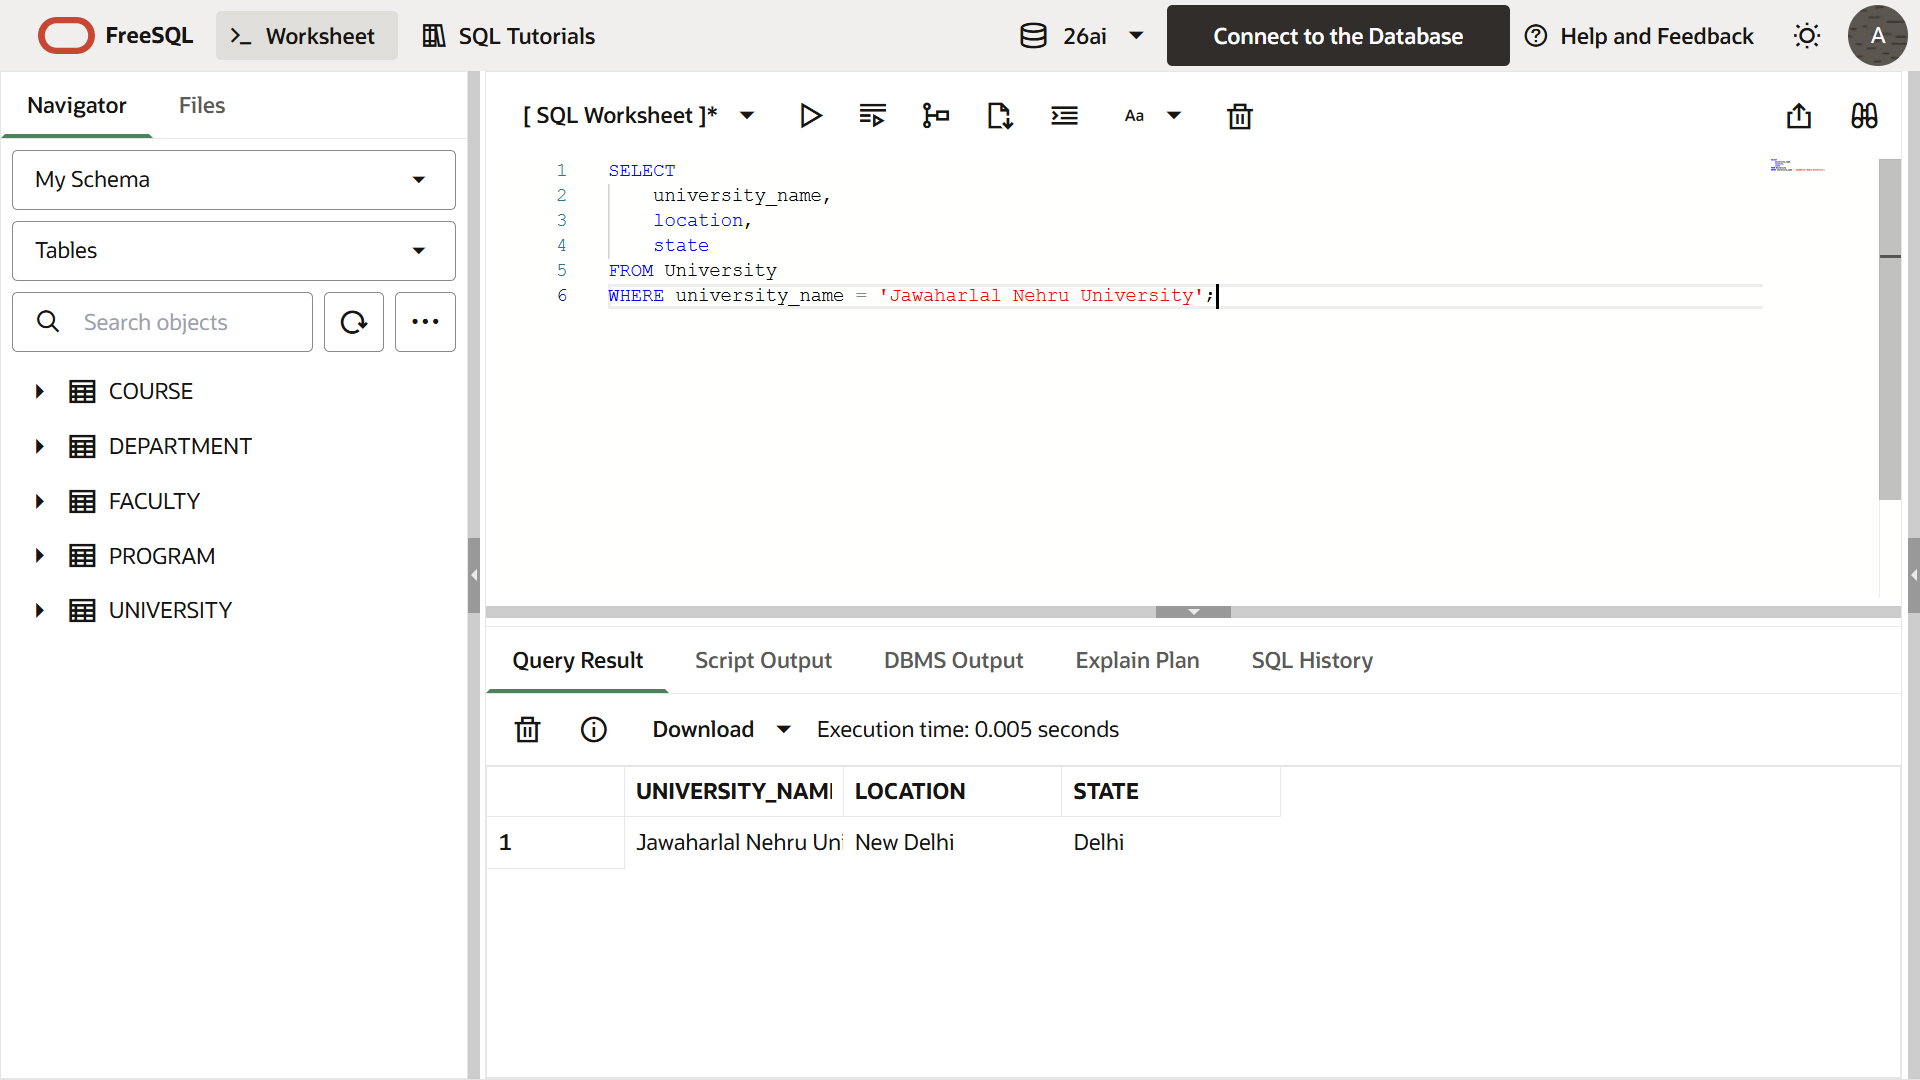 FreeSQL
Worksheet
SQL Tutorials
26ai
Connect to the Database
Help and Feedback
A
Navigator
Files
My Schema
Tables
Search objects
COURSE
DEPARTMENT
FACULTY
PROGRAM
UNIVERSITY
[ SQL Worksheet ]*
Aa
1 SELECT
2 university_name,
3 location,
4 state
5 FROM University
6 WHERE university_name = 'Jawaharlal Nehru University';
Query Result
Script Output
DBMS Output
Explain Plan
SQL History
Download
Execution time: 0.005 seconds
UNIVERSITY_NAM LOCATION STATE
1 Jawaharlal Nehru Uni New Delhi Delhi